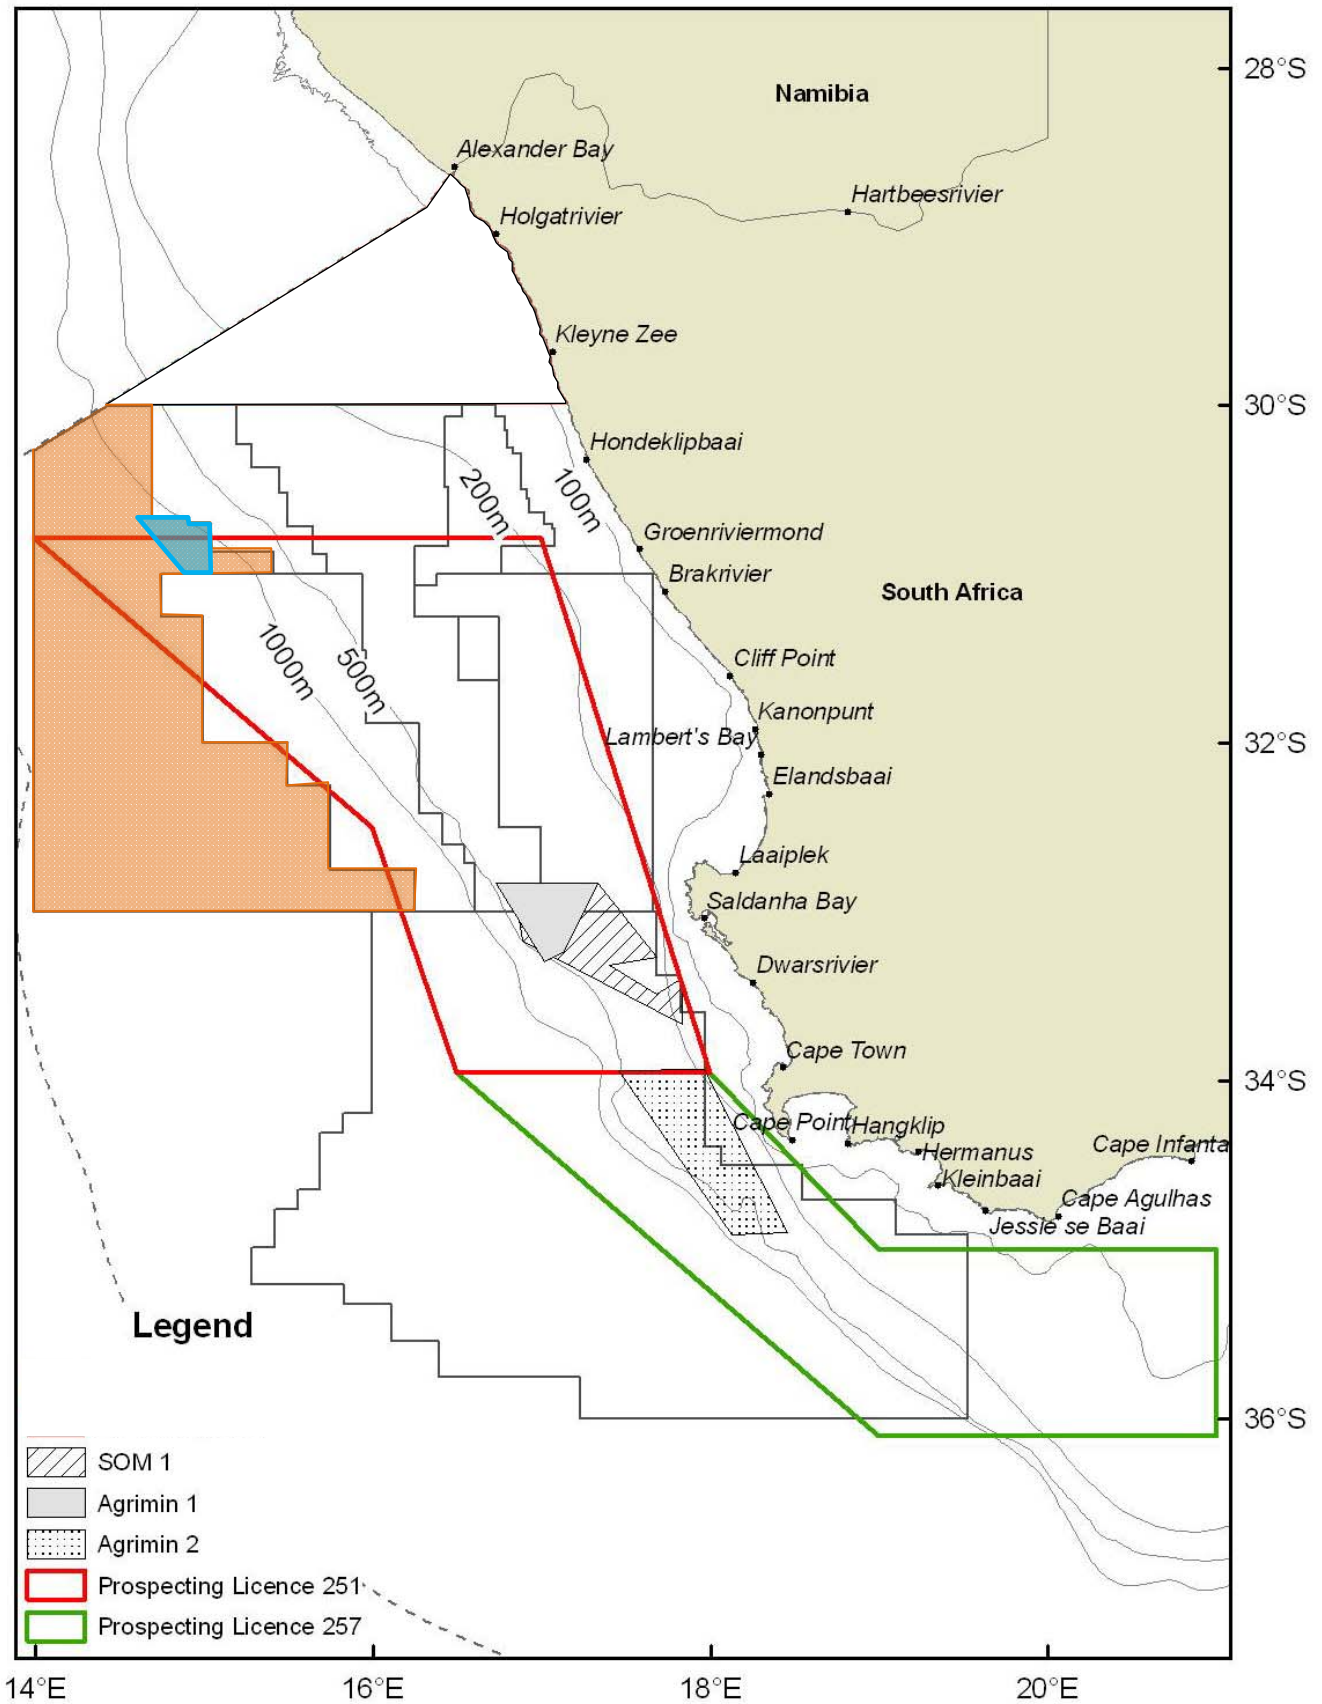 28°S
Namibia
Alexander Bay
Hartbeesrivier
Holgatrivier
Kleyne Zee
30°S
Hondeklipbaai
200m
100m
Groenriviermond
Brakrivier
South Africa
1000m
500m
Cliff Point
Kanonpunt
Lambert's Bay
32°S
Elandsbaai
Laaiplek
Saldanha Bay
Dwarsrivier
Cape Town
34°S
Cape Point
Hangklip
Hermanus
Cape Infanta
Kleinbaai
Cape Agulhas
Jessie se Baai
Legend
36°S
SOM 1
Agrimin 1
Agrimin 2
Prospecting Licence 251
Prospecting Licence 257
14°E
16°E
18°E
20°E